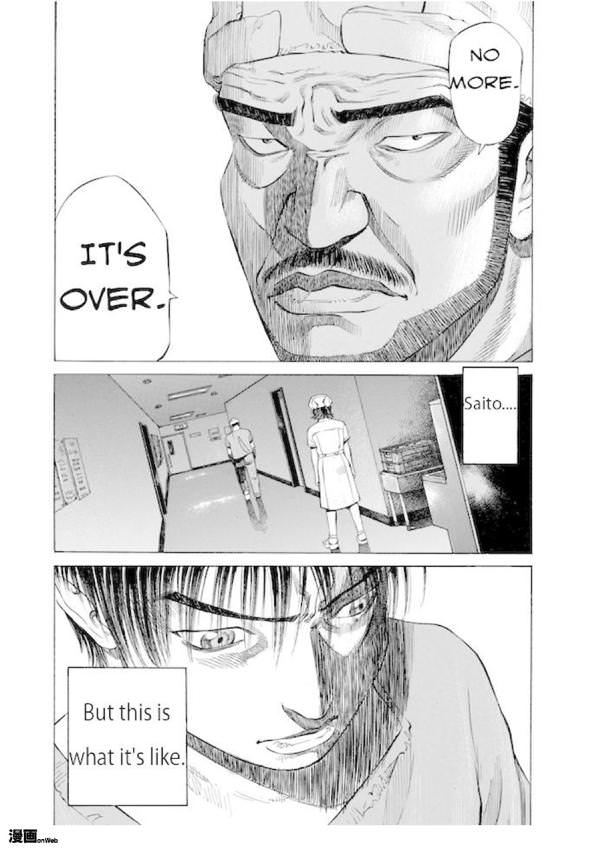 NO
MORE.
IT'S
OVER.
Saito....
But this is
what it's like.
漫画onWeb